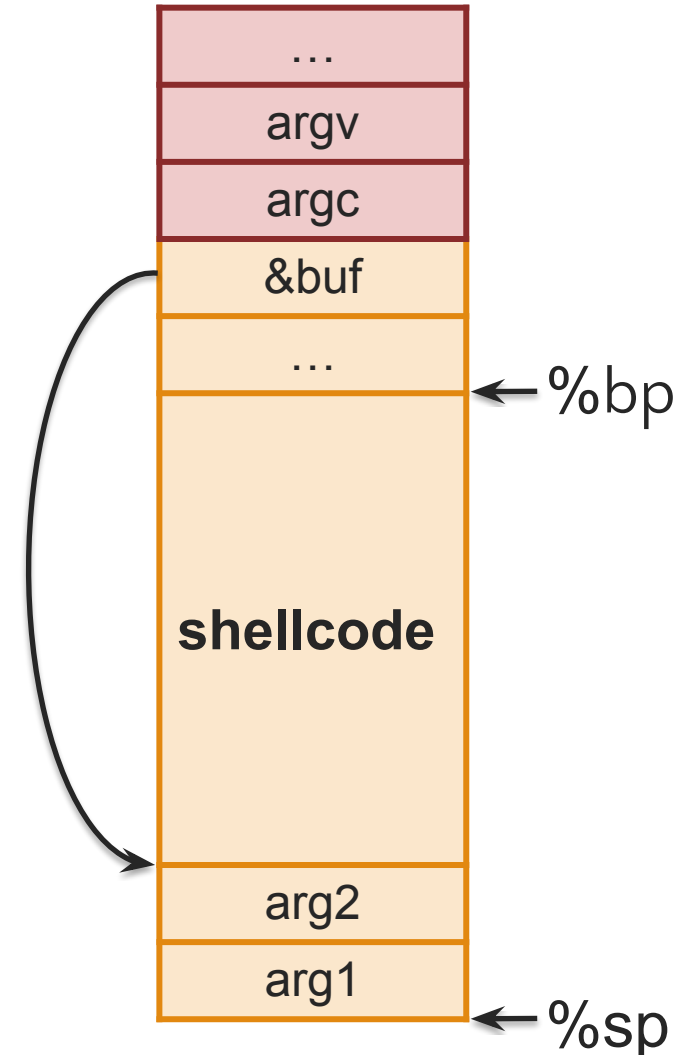 …
argv
argc
&buf
…
%bp
shellcode
arg2
arg1
%sp